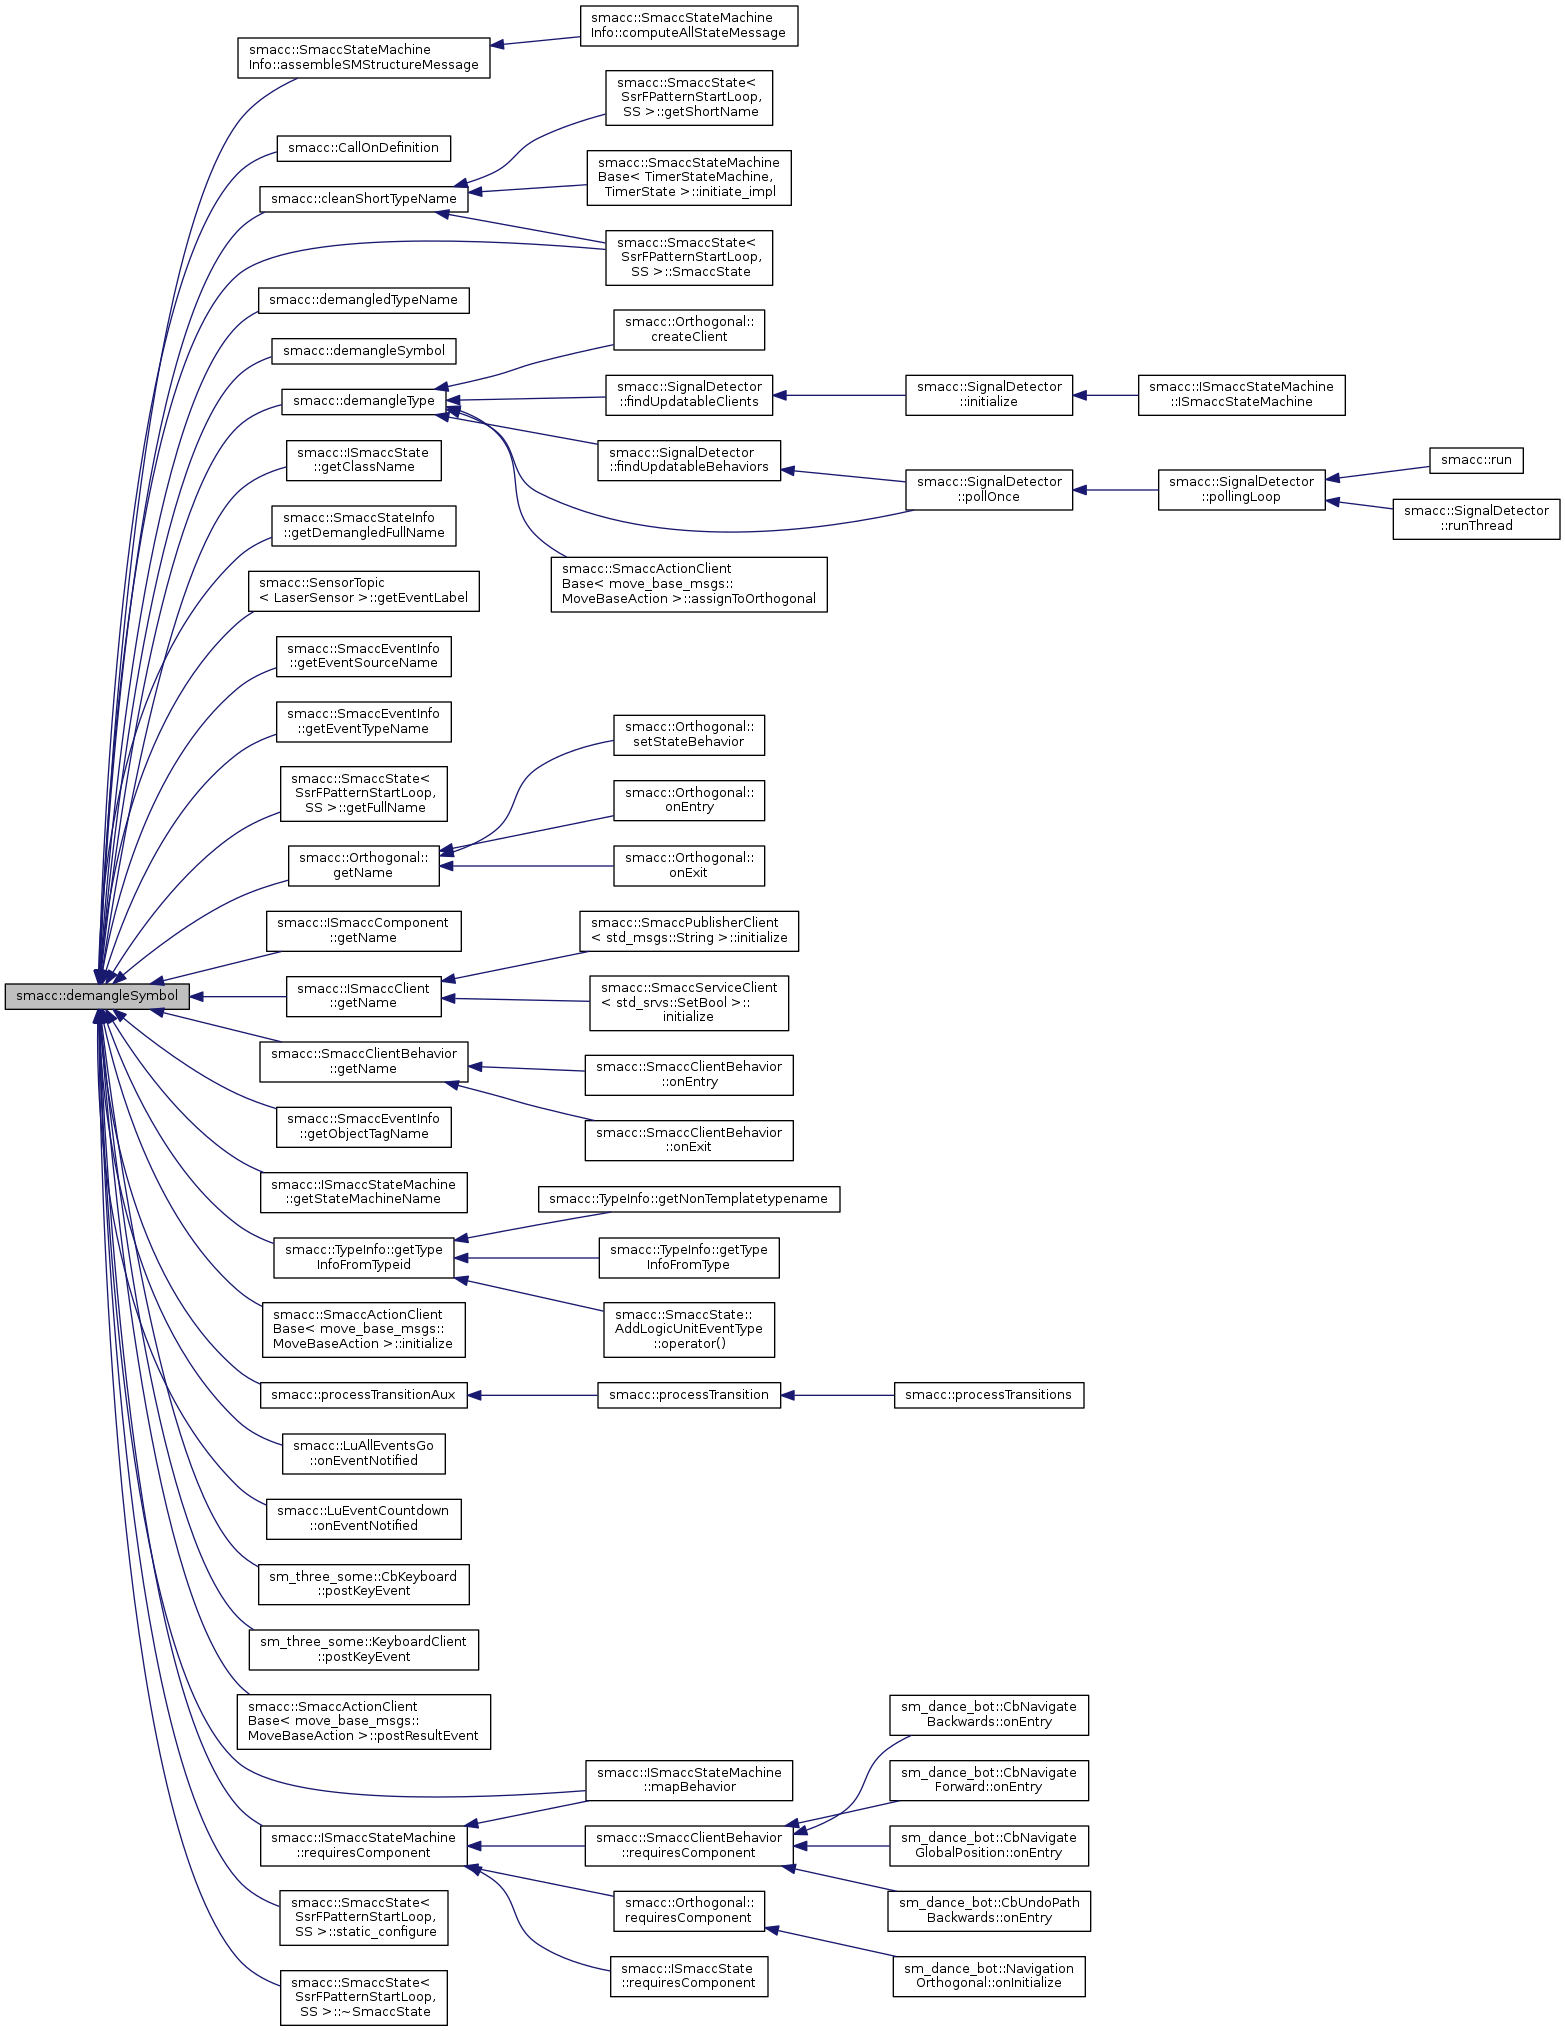 smacc::SmaccStateMachine
Info::computeAllStateMessage
smacc::SmaccStateMachine
Info::assembleSMStructureMessage
smacc::SmaccState<
SsrFPatternStartLoop,
SS >::getShortName
smacc::CallOnDefinition
smacc::SmaccStateMachine
Base< TimerStateMachine,
TimerState >::initiate_impl
smacc::cleanShortTypeName
smacc::SmaccState<
SsrFPatternStartLoop,
SS >::SmaccState
smacc::demangledTypeName
smacc::Orthogonal::
createClient
smacc::demangleSymbol
smacc::demangleType
smacc::SignalDetector
::findUpdatableClients
smacc::SignalDetector
::initialize
smacc::ISmaccStateMachine
::ISmaccStateMachine
smacc::ISmaccState
::getClassName
smacc::SignalDetector
::findUpdatableBehaviors
smacc::SignalDetector
::pollOnce
smacc::SignalDetector
::pollingLoop
smacc::run
smacc::SignalDetector
::runThread
smacc::SmaccStateInfo
::getDemangledFullName
smacc::SmaccActionClient
Base< move_base_msgs::
MoveBaseAction >::assignToOrthogonal
smacc::SensorTopic
< LaserSensor >::getEventLabel
smacc::SmaccEventInfo
::getEventSourceName
smacc::SmaccEventInfo
::getEventTypeName
smacc::Orthogonal::
setStateBehavior
smacc::SmaccState<
SsrFPatternStartLoop,
SS >::getFullName
smacc::Orthogonal::
onEntry
smacc::Orthogonal::
getName
smacc::Orthogonal::
onExit
smacc::ISmaccComponent
::getName
smacc::SmaccPublisherClient
< std_msgs::String >::initialize
smacc::demangleSymbol
smacc::ISmaccClient
::getName
smacc::SmaccServiceClient
< std_srvs::SetBool >::
initialize
smacc::SmaccClientBehavior
::getName
smacc::SmaccClientBehavior
::onEntry
smacc::SmaccEventInfo
::getObjectTagName
smacc::SmaccClientBehavior
::onExit
smacc::ISmaccStateMachine
::getStateMachineName
smacc::TypeInfo::getNonTemplatetypename
smacc::TypeInfo::getType
InfoFromTypeid
smacc::TypeInfo::getType
InfoFromType
smacc::SmaccActionClient
Base< move_base_msgs::
MoveBaseAction >::initialize
smacc::SmaccState::
AddLogicUnitEventType
::operator()
smacc::processTransitionAux
smacc::processTransition
smacc::processTransitions
smacc::LuAllEventsGo
::onEventNotified
smacc::LuEventCountdown
::onEventNotified
sm_three_some::CbKeyboard
::postKeyEvent
sm_three_some::KeyboardClient
::postKeyEvent
smacc::SmaccActionClient
Base< move_base_msgs::
MoveBaseAction >::postResultEvent
sm_dance_bot::CbNavigate
Backwards::onEntry
smacc::ISmaccStateMachine
::mapBehavior
sm_dance_bot::CbNavigate
Forward::onEntry
smacc::ISmaccStateMachine
::requiresComponent
smacc::SmaccClientBehavior
::requiresComponent
sm_dance_bot::CbNavigate
GlobalPosition::onEntry
smacc::SmaccState<
SsrFPatternStartLoop,
SS >::static_configure
smacc::Orthogonal::
requiresComponent
sm_dance_bot::CbUndoPath
Backwards::onEntry
smacc::ISmaccState
::requiresComponent
sm_dance_bot::Navigation
Orthogonal::onInitialize
smacc::SmaccState<
SsrFPatternStartLoop,
SS >::~SmaccState